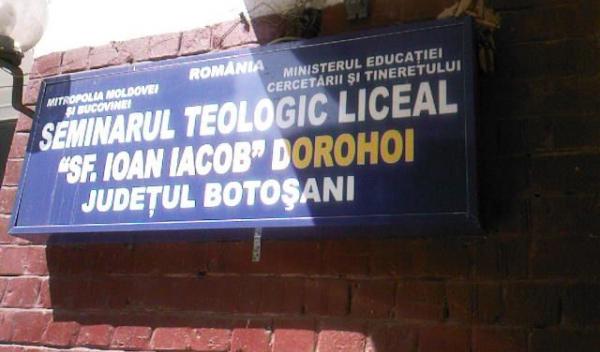 ROMÂNIA
MITROPOLIA MOLDOVEI
ȘI BUCOVINEI
MINISTERUL EDUCAȚIEI
CERCETĂRII ȘI TINERETULUI
SEMINARUL TEOLOGIC LICEAL
"SF. IOAN IACOB" DOROHOI
JUDEȚUL BOTOȘANI